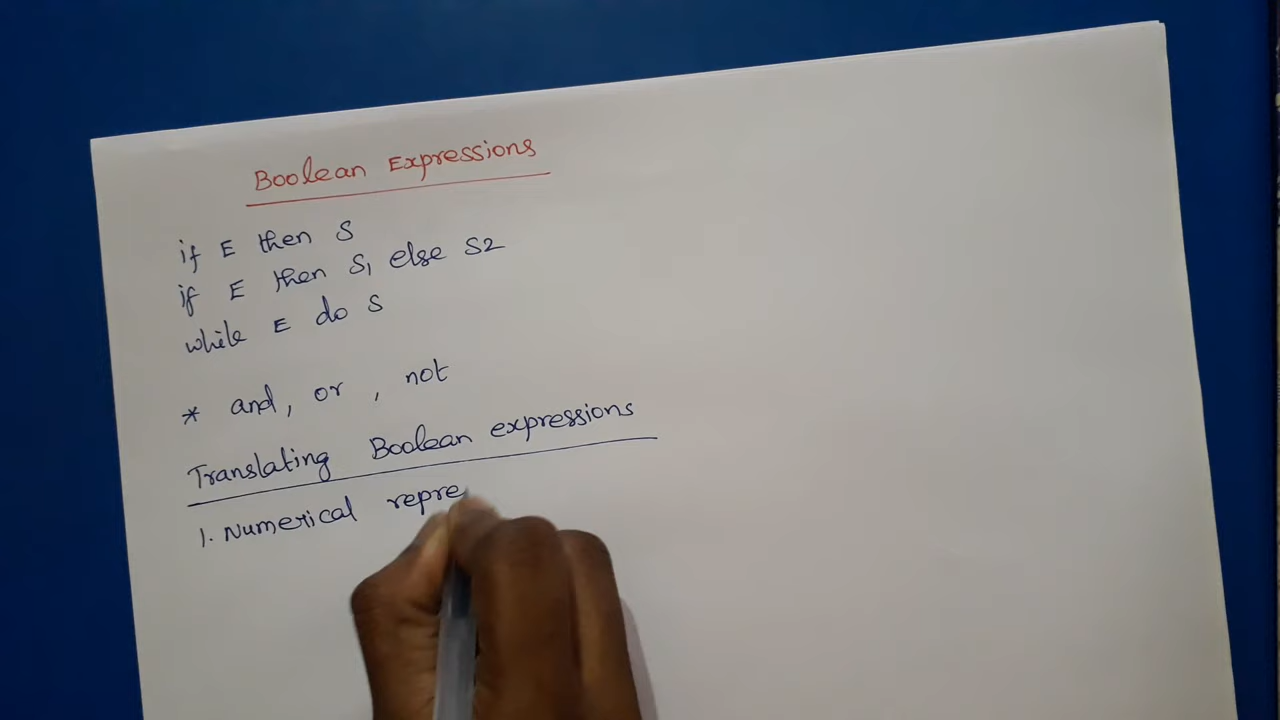 Boolean Expressions
if E then S
if E then S1 else S2
while E do S
* and, or, not
Translating Boolean expressions
1. Numerical repre